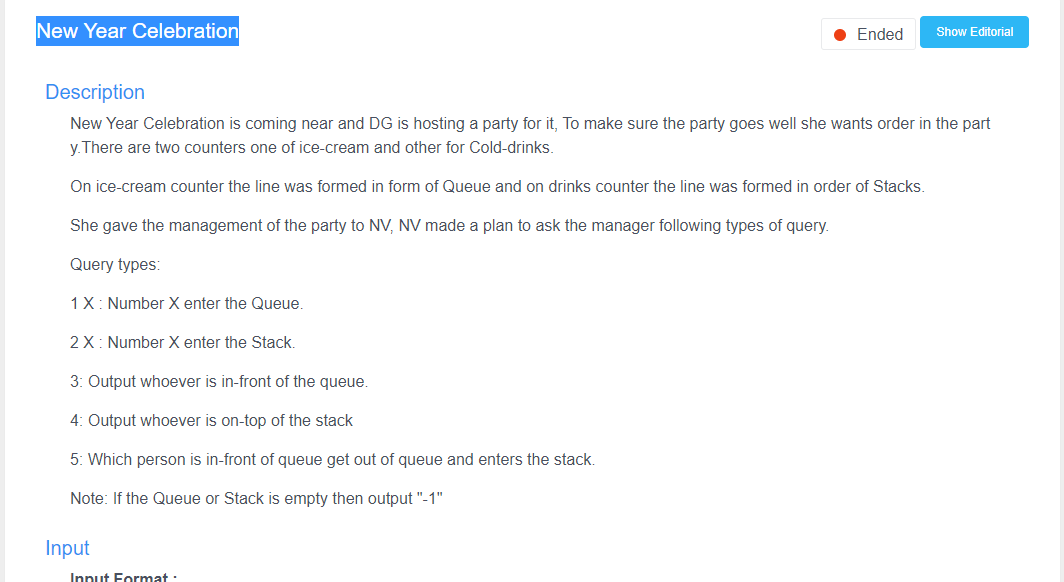 New Year Celebration
Ended
Show Editorial
Description
New Year Celebration is coming near and DG is hosting a party for it, To make sure the party goes well she wants order in the part
y.There are two counters one of ice-cream and other for Cold-drinks.
On ice-cream counter the line was formed in form of Queue and on drinks counter the line was formed in order of Stacks.
She gave the management of the party to NV, NV made a plan to ask the manager following types of query.
Query types:
1 X : Number X enter the Queue.
2 X : Number X enter the Stack.
3: Output whoever is in-front of the queue.
4: Output whoever is on-top of the stack
5: Which person is in-front of queue get out of queue and enters the stack.
Note: If the Queue or Stack is empty then output "-1"
Input
Input Format :